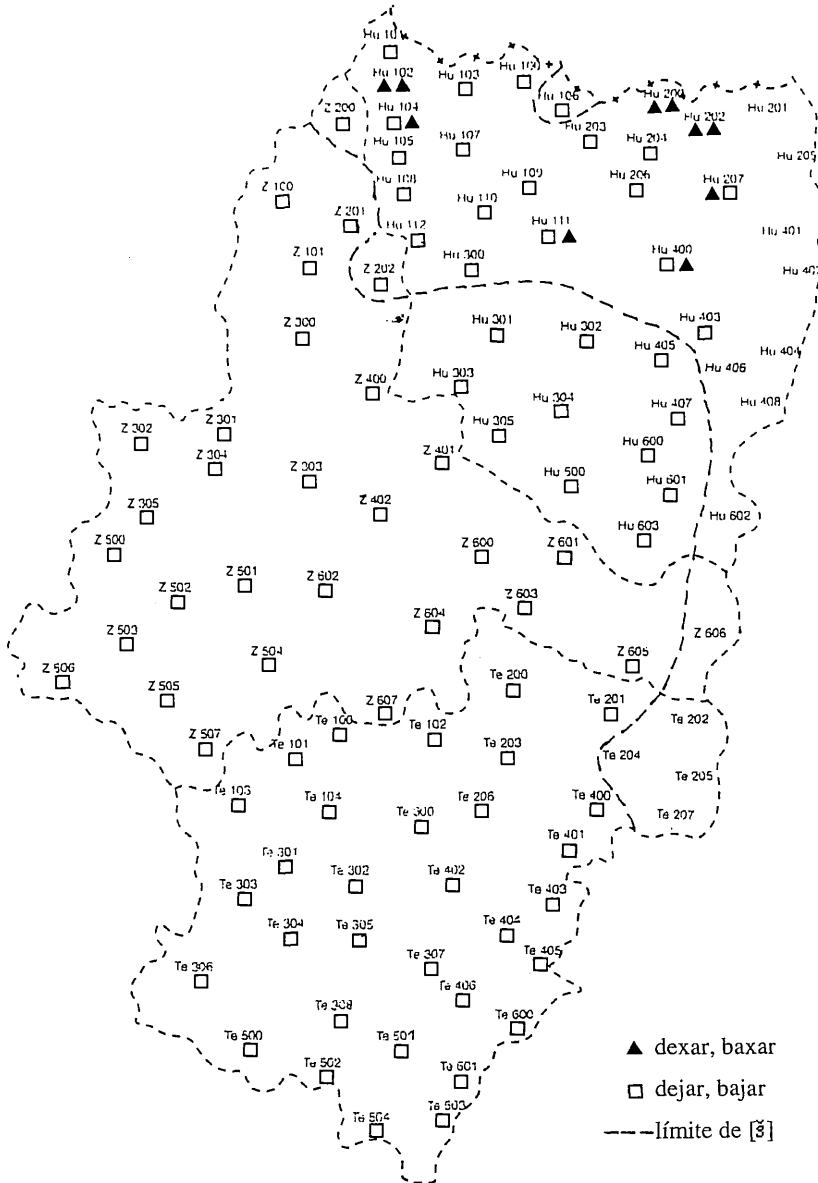 Hu 101
Hu 102
Hu 103
Hu 100
Hu 106
Hu 200
Hu 201
Hu 202
Z 200
Hu 104
Hu 203
Hu 204
Hu 205
Hu 105
Hu 107
Z 100
Hu 108
Hu 109
Hu 206
Hu 207
Z 201
Hu 110
Hu 112
Hu 111
Hu 401
Z 101
Z 202
Hu 300
Hu 400
Z 300
Hu 301
Hu 302
Hu 403
Hu 405
Hu 404
Hu 406
Z 400
Hu 303
Hu 304
Hu 407
Hu 408
Z 302
Z 301
Hu 305
Z 304
Z 401
Hu 600
Z 303
Hu 500
Hu 601
Z 305
Z 402
Hu 602
Z 500
Hu 603
Z 600
Z 601
Z 501
Z 602
Z 502
Z 603
Z 503
Z 604
Z 606
Z 504
Z 605
Z 506
Te 200
Z 505
Z 607
Te 201
Te 202
Te 100
Te 102
Z 507
Te 101
Te 203
Te 204
Te 205
Te 103
Te 104
Te 300
Te 206
Te 400
Te 207
Te 401
Te 301
Te 302
Te 402
Te 303
Te 403
Te 304
Te 305
Te 404
Te 405
Te 307
Te 306
Te 406
Te 308
Te 600
Te 500
Te 501
Te 502
Te 601
Te 504
Te 503
dexar, baxar
dejar, bajar
límite de [š]